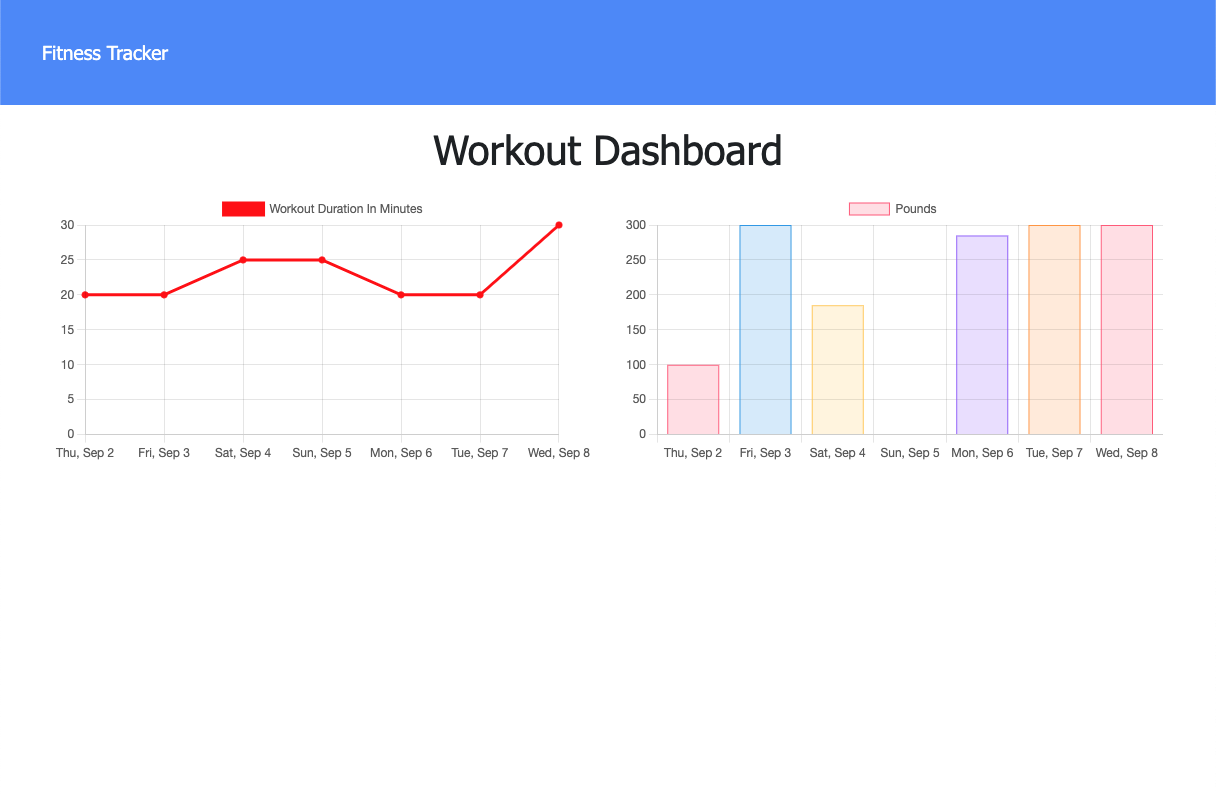 Fitness Tracker
Workout Dashboard
Workout Duration In Minutes
30
25
20
15
10
5
0
Thu, Sep 2 Fri, Sep 3 Sat, Sep 4 Sun, Sep 5 Mon, Sep 6 Tue, Sep 7 Wed, Sep 8
Pounds
300
250
200
150
100
50
0
Thu, Sep 2 Fri, Sep 3 Sat, Sep 4 Sun, Sep 5 Mon, Sep 6 Tue, Sep 7 Wed, Sep 8